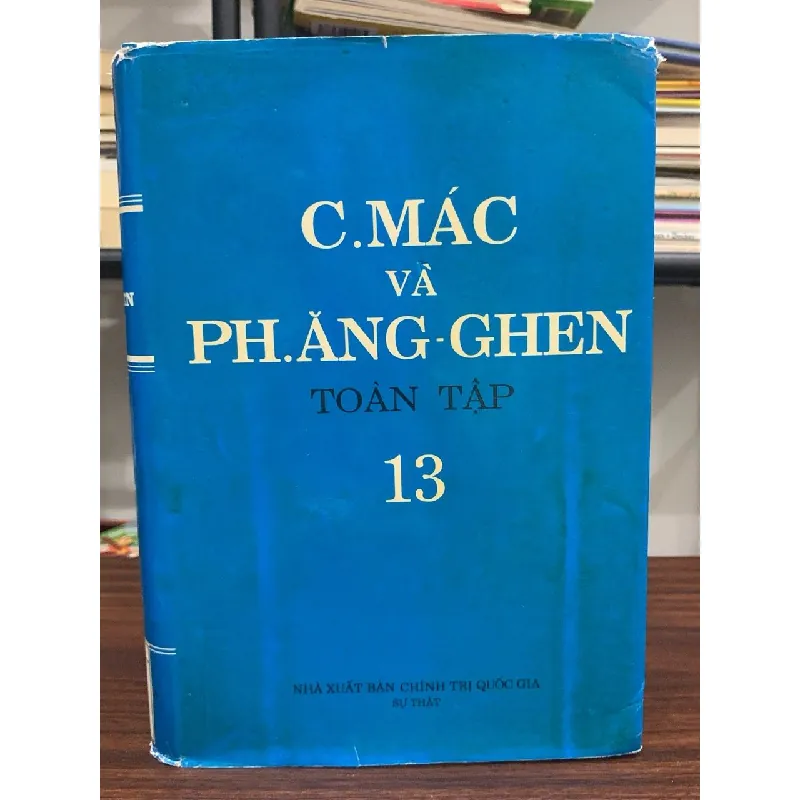 C.MÁC
VÀ
PH.ĂNG-GHEN
TOÀN TẬP
13
NHÀ XUẤT BẢN CHÍNH TRỊ QUỐC GIA
SỰ THẬT